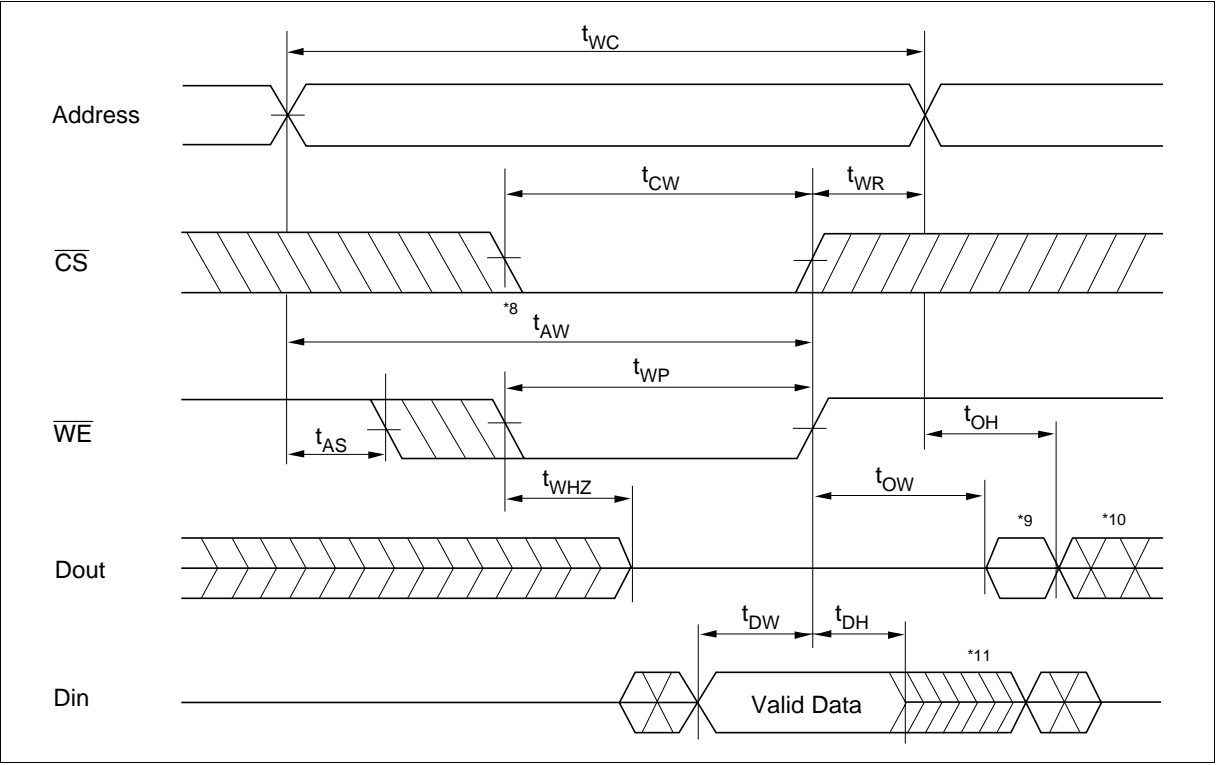 tWC
Address
tCW
tWR
CS
*8
tAW
tWP
WE
tAS
tOH
tWHZ
tOW
*9
*10
Dout
tDW
tDH
*11
Din
Valid Data